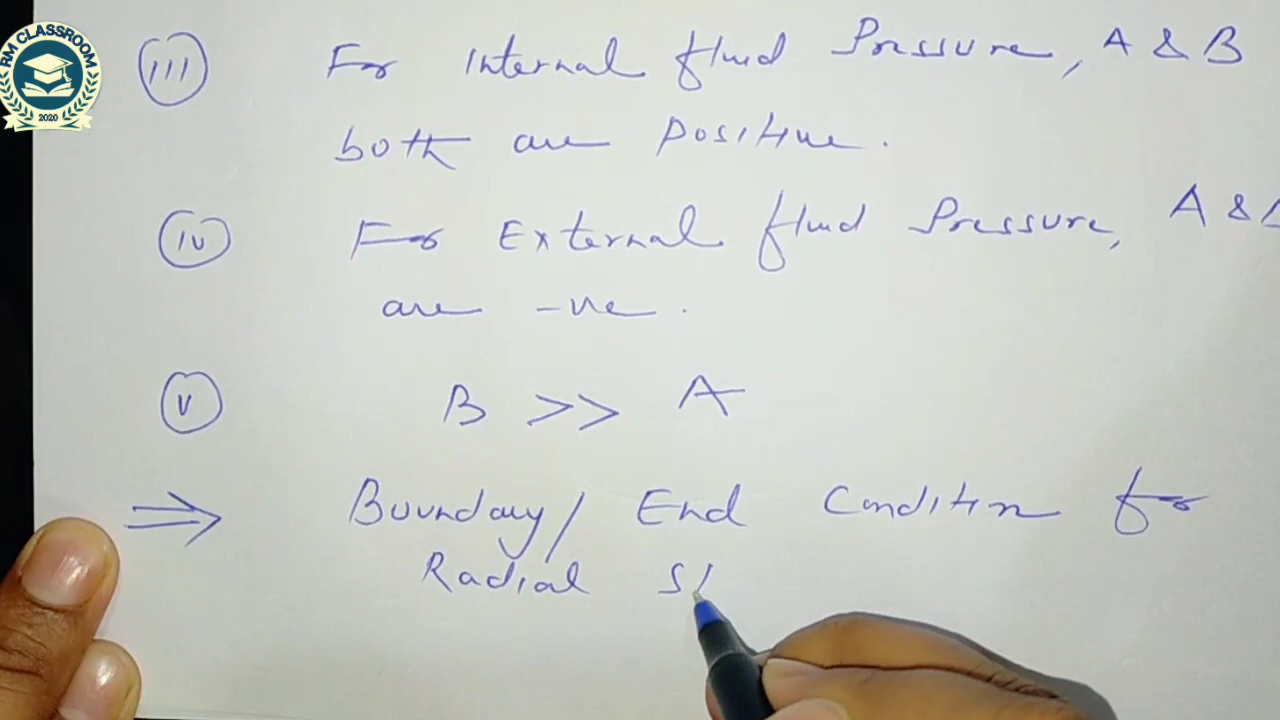 RM CLASSROOM
2020
(iii) For Internal fluid Pressure, A & B
both are positive.
(iv) For External fluid Pressure, A &
are -ve.
(v) B >> A
⇒ Boundary/ End Condition for
Radial